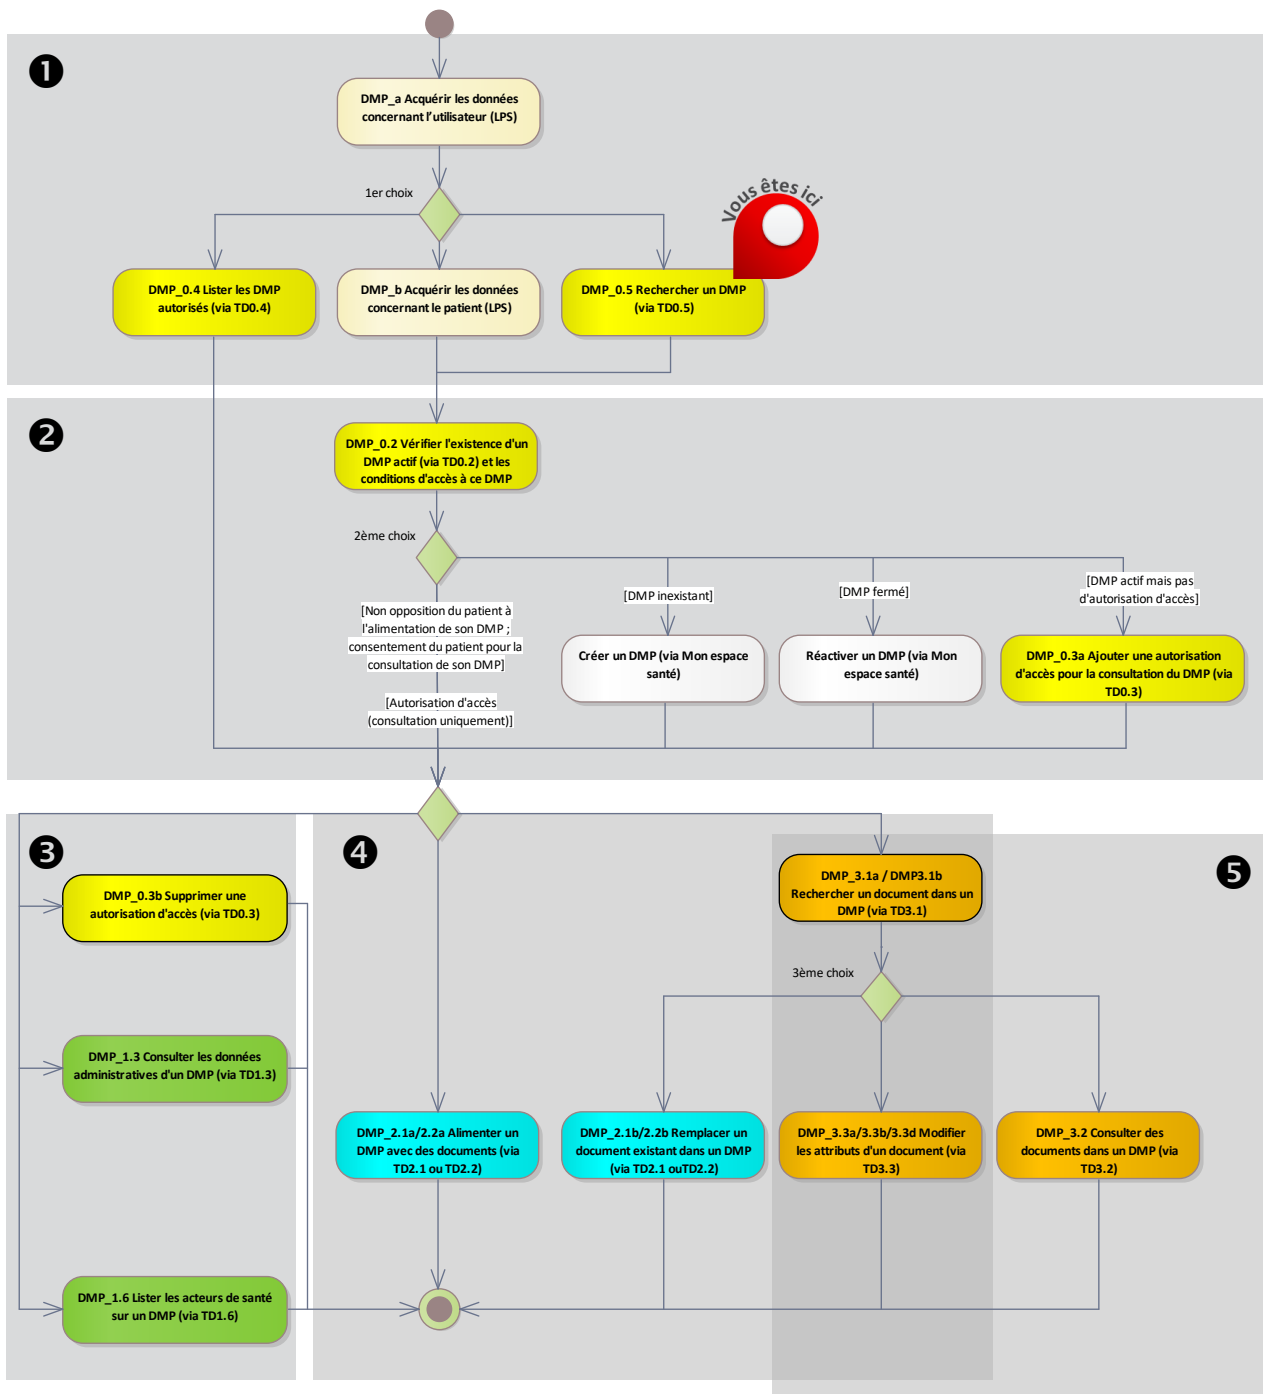 ❶
DMP_a Acquérir les données
concernant l'utilisateur (LPS)
1er choix
Vous êtes ici
DMP_0.4 Lister les DMP
autorisés (via TD0.4)
DMP_b Acquérir les données
concernant le patient (LPS)
DMP_0.5 Rechercher un DMP
(via TD0.5)
❷
DMP_0.2 Vérifier l'existence d'un
DMP actif (via TD0.2) et les
conditions d'accès à ce DMP
2ème choix
[Non opposition du patient à
l'alimentation de son DMP ;
consentement du patient pour la
consultation de son DMP]
[Autorisation d'accès
(consultation uniquement)]
[DMP inexistant]
[DMP fermé]
[DMP actif mais pas
d'autorisation d'accès]
Créer un DMP (via Mon espace
santé)
Réactiver un DMP (via Mon
espace santé)
DMP_0.3a Ajouter une autorisation
d'accès pour la consultation du DMP (via
TD0.3)
❸
DMP_0.3b Supprimer une
autorisation d'accès (via TD0.3)
DMP_1.3 Consulter les données
administratives d'un DMP (via TD1.3)
DMP_1.6 Lister les acteurs de santé
sur un DMP (via TD1.6)
❹
❺
DMP_3.1a / DMP3.1b
Rechercher un document dans un
DMP (via TD3.1)
3ème choix
DMP_2.1a/2.2a Alimenter un
DMP avec des documents (via
TD2.1 ou TD2.2)
DMP_2.1b/2.2b Remplacer un
document existant dans un DMP
(via TD2.1 ouTD2.2)
DMP_3.3a/3.3b/3.3d Modifier
les attributs d'un document (via
TD3.3)
DMP_3.2 Consulter des
documents dans un DMP (via
TD3.2)